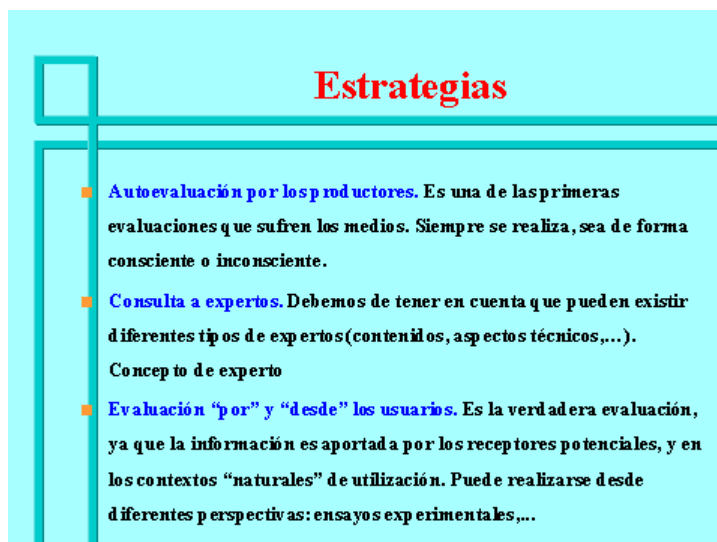 Estrategias
Autoevaluación por los productores. Es una de las primeras
evaluaciones que sufren los medios. Siempre se realiza, sea de forma
consciente o inconsciente.
Consulta a expertos. Debemos de tener en cuenta que pueden existir
diferentes tipos de expertos (contenidos, aspectos técnicos,...).
Concepto de experto
Evaluación “por” y “desde” los usuarios. Es la verdadera evaluación,
ya que la información es aportada por los receptores potenciales, y en
los contextos “naturales” de utilización. Puede realizarse desde
diferentes perspectivas: ensayos experimentales,...